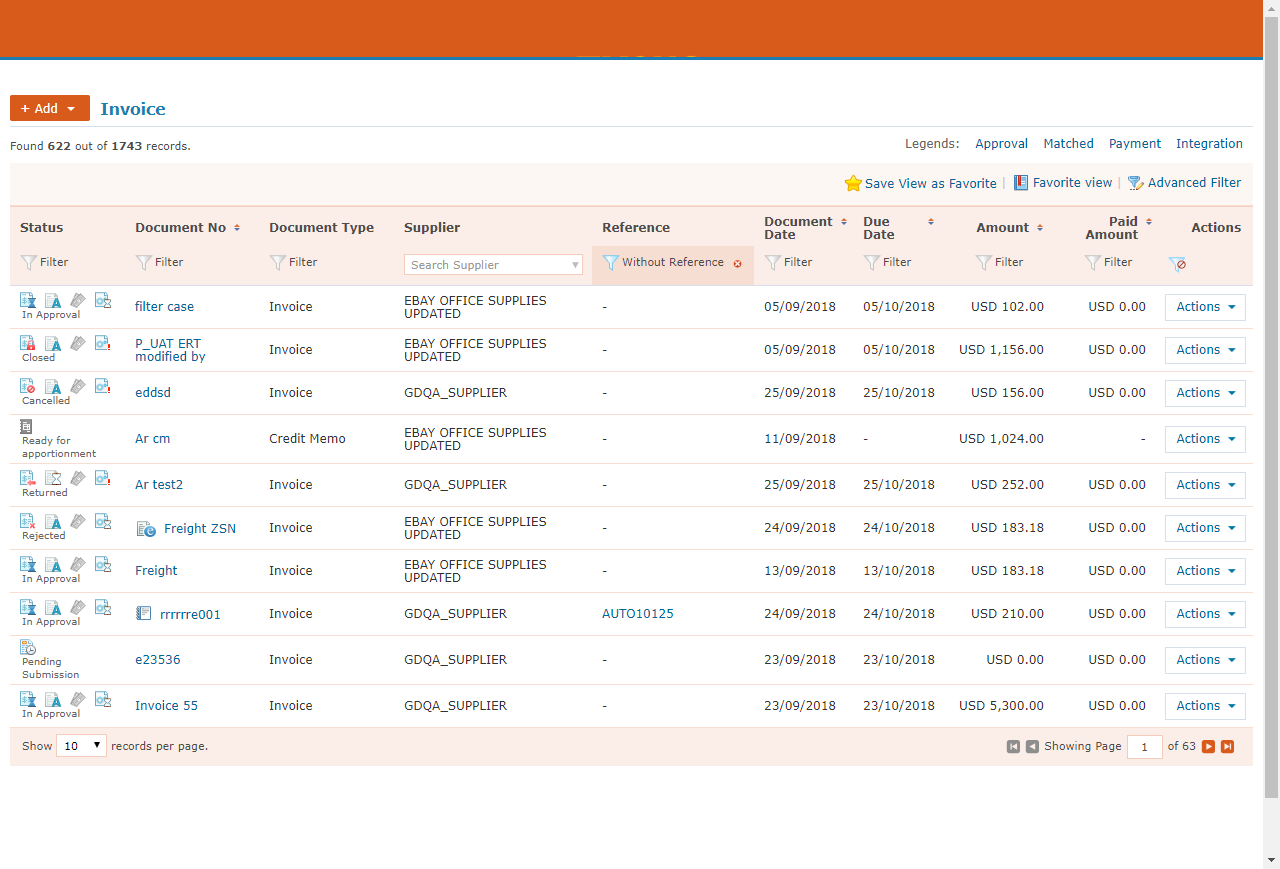 + Add
Invoice
Found 622 out of 1743 records.
Legends: Approval Matched Payment Integration
Save View as Favorite | Favorite view | Advanced Filter
Status Document No Document Type Supplier Reference Document Date Due Date Amount Paid Amount Actions
Filter Filter Filter Search Supplier Without Reference Filter Filter Filter Filter
In Approval filter case Invoice EBAY OFFICE SUPPLIES UPDATED - 05/09/2018 05/10/2018 USD 102.00 USD 0.00 Actions
Closed P_UAT ERT modified by Invoice EBAY OFFICE SUPPLIES UPDATED - 05/09/2018 05/10/2018 USD 1,156.00 USD 0.00 Actions
Cancelled eddsd Invoice GDQA_SUPPLIER - 25/09/2018 25/10/2018 USD 156.00 USD 0.00 Actions
Ready for apportionment Ar cm Credit Memo EBAY OFFICE SUPPLIES UPDATED - 11/09/2018 - USD 1,024.00 - Actions
Returned Ar test2 Invoice GDQA_SUPPLIER - 25/09/2018 25/10/2018 USD 252.00 USD 0.00 Actions
Rejected Freight ZSN Invoice EBAY OFFICE SUPPLIES UPDATED - 24/09/2018 24/10/2018 USD 183.18 USD 0.00 Actions
In Approval Freight Invoice EBAY OFFICE SUPPLIES UPDATED - 13/09/2018 13/10/2018 USD 183.18 USD 0.00 Actions
In Approval rrrrrre001 Invoice GDQA_SUPPLIER AUTO10125 24/09/2018 24/10/2018 USD 210.00 USD 0.00 Actions
Pending Submission e23536 Invoice GDQA_SUPPLIER - 23/09/2018 23/10/2018 USD 0.00 USD 0.00 Actions
In Approval Invoice 55 Invoice GDQA_SUPPLIER - 23/09/2018 23/10/2018 USD 5,300.00 USD 0.00 Actions
Show 10 records per page. Showing Page 1 of 63